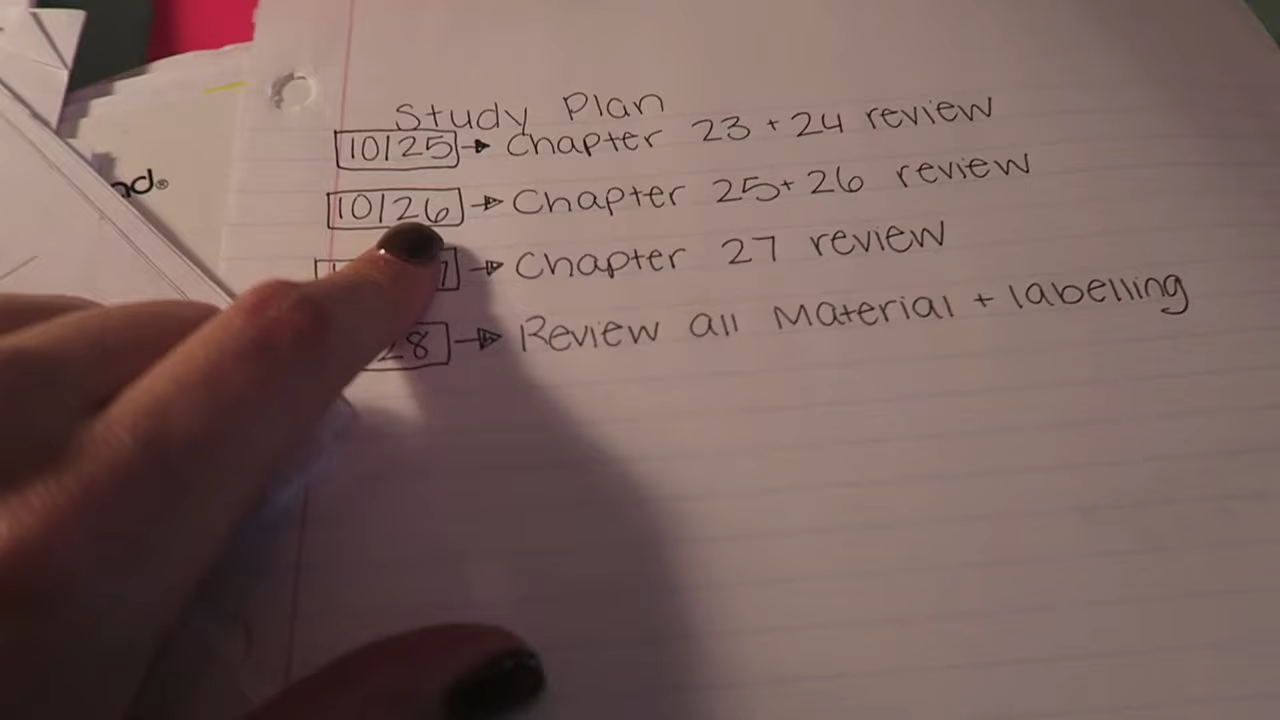 Study Plan
10/25 → Chapter 23 + 24 review
10/26 → Chapter 25 + 26 review
7 → Chapter 27 review
28 → Review all Material + labelling
nd®